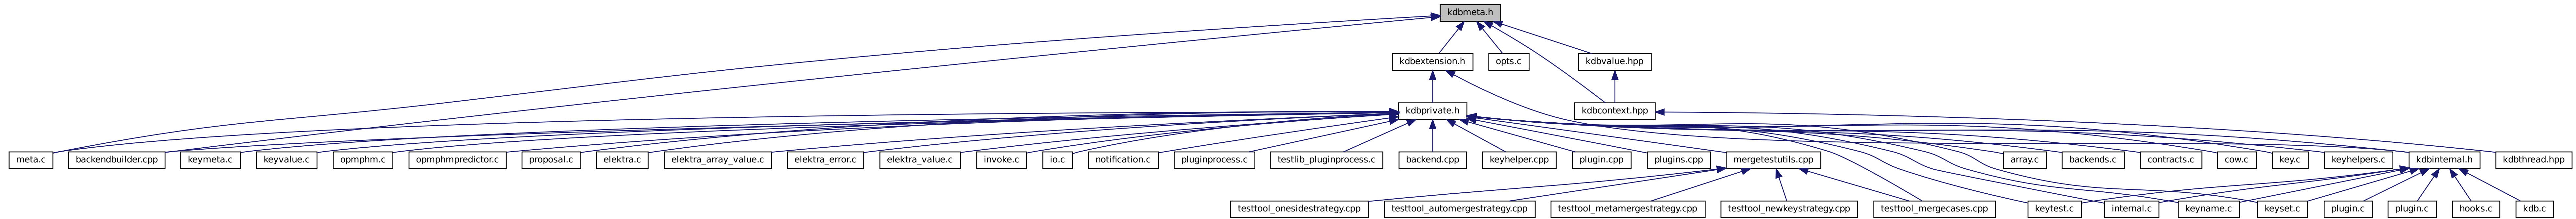 kdbmeta.h
kdbextension.h
opts.c
kdbvalue.hpp
kdbprivate.h
kdbcontext.hpp
meta.c
backendbuilder.cpp
keymeta.c
keyvalue.c
opmphm.c
opmphmpredictor.c
proposal.c
elektra.c
elektra_array_value.c
elektra_error.c
elektra_value.c
invoke.c
io.c
notification.c
pluginprocess.c
testlib_pluginprocess.c
backend.cpp
keyhelper.cpp
plugin.cpp
plugins.cpp
mergetestutils.cpp
array.c
backends.c
contracts.c
cow.c
key.c
keyhelpers.c
kdbinternal.h
kdbthread.hpp
testtool_onesidestrategy.cpp
testtool_automergestrategy.cpp
testtool_metamergestrategy.cpp
testtool_newkeystrategy.cpp
testtool_mergecases.cpp
keytest.c
internal.c
keyname.c
keyset.c
plugin.c
plugin.c
hooks.c
kdb.c